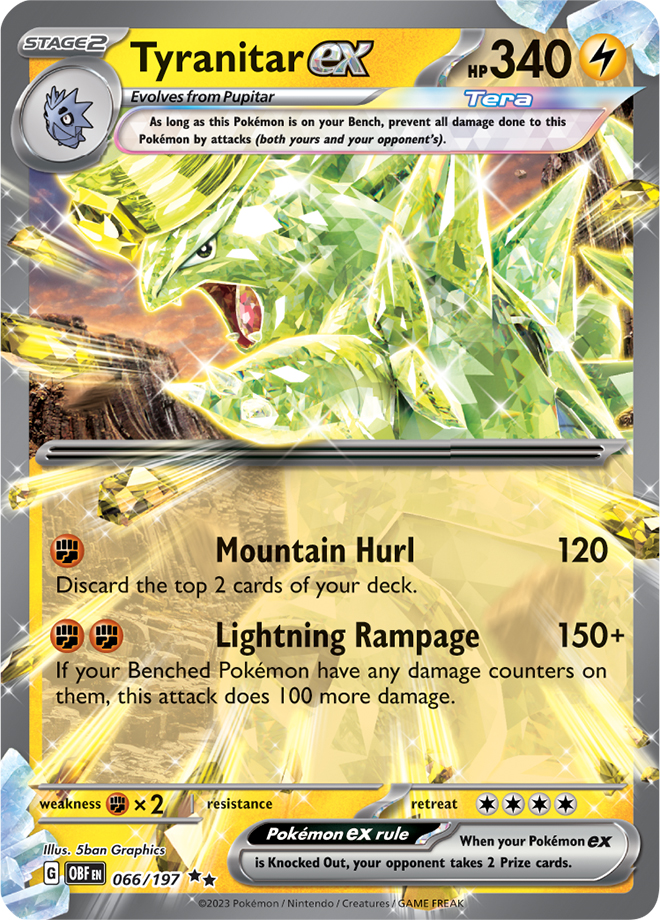 STAGE2
Tyranitar ex
HP 340
Evolves from Pupitar
Tera
As long as this Pokémon is on your Bench, prevent all damage done to this
Pokémon by attacks (both yours and your opponent's).
Mountain Hurl 120
Discard the top 2 cards of your deck.
Lightning Rampage 150+
If your Benched Pokémon have any damage counters on
them, this attack does 100 more damage.
weakness ×2 resistance retreat
Pokémon ex rule When your Pokémon ex
is Knocked Out, your opponent takes 2 Prize cards.
Illus. 5ban Graphics
G OBF EN 066/197
©2023 Pokémon / Nintendo / Creatures / GAME FREAK